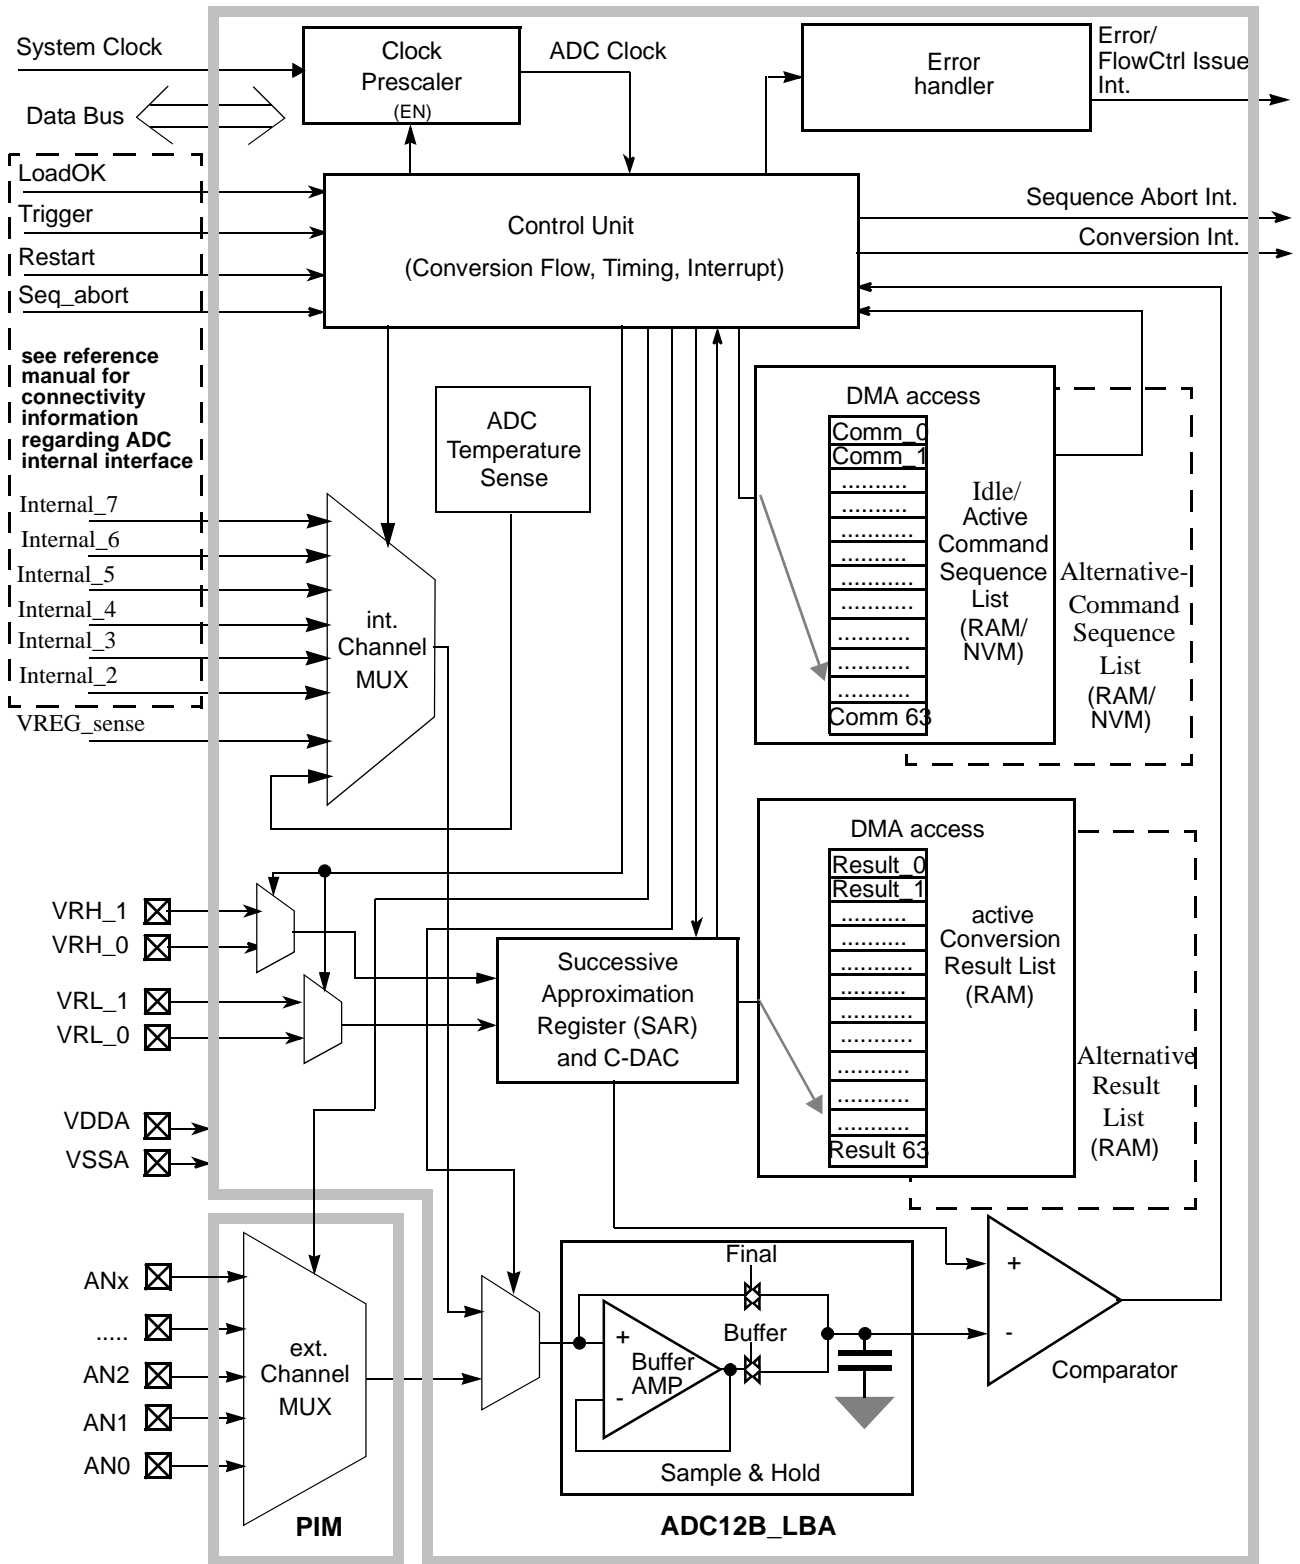 System Clock
Data Bus
Clock
Prescaler
(EN)
ADC Clock
Error
handler
Error/
FlowCtrl Issue
Int.
LoadOK
Trigger
Restart
Seq_abort
Control Unit
(Conversion Flow, Timing, Interrupt)
Sequence Abort Int.
Conversion Int.
see reference
manual for
connectivity
information
regarding ADC
internal interface
ADC
Temperature
Sense
Internal_7
Internal_6
Internal_5
Internal_4
Internal_3
Internal_2
VREG_sense
int.
Channel
MUX
DMA access
Comm_0
Comm_1
..........
..........
...........
...........
..........
...........
...........
..........
...........
Comm 63
Idle/
Active
Command
Sequence
List
(RAM/
NVM)
Alternative-
Command
Sequence
List
(RAM/
NVM)
DMA access
Result_0
Result_1
..........
..........
...........
...........
..........
...........
...........
..........
...........
Result 63
active
Conversion
Result List
(RAM)
Alternative
Result
List
(RAM)
VRH_1
VRH_0
VRL_1
VRL_0
VDDA
VSSA
Successive
Approximation
Register (SAR)
and C-DAC
ANx
.....
AN2
AN1
AN0
ext.
Channel
MUX
PIM
Final
Buffer
+
Buffer
AMP
-
Sample & Hold
+
-
Comparator
ADC12B_LBA